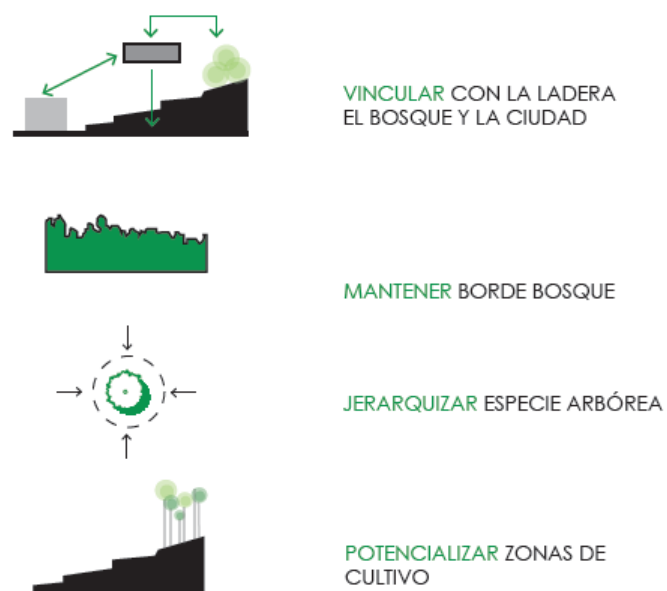 VINCULAR CON LA LADERA
EL BOSQUE Y LA CIUDAD
MANTENER BORDE BOSQUE
JERARQUIZAR ESPECIE ARBÓREA
POTENCIALIZAR ZONAS DE
CULTIVO